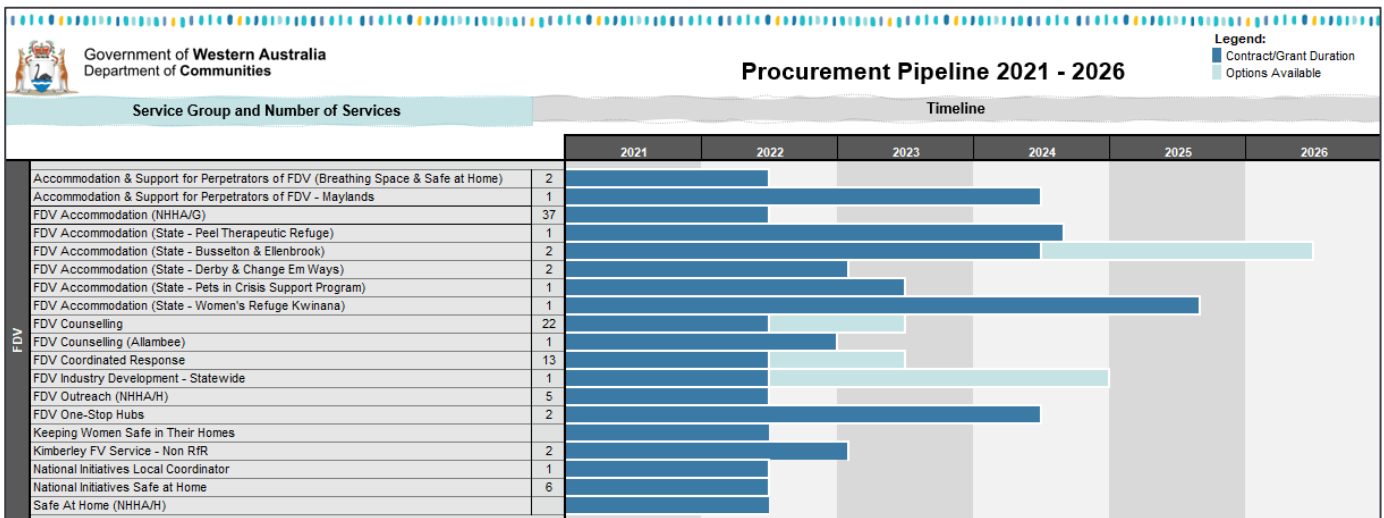 Government of Western Australia
Department of Communities
Procurement Pipeline 2021 - 2026
Legend:
Contract/Grant Duration
Options Available
Service Group and Number of Services
Timeline
2021 2022 2023 2024 2025 2026
FDV
Accommodation & Support for Perpetrators of FDV (Breathing Space & Safe at Home) 2
Accommodation & Support for Perpetrators of FDV - Maylands 1
FDV Accommodation (NHHA/G) 37
FDV Accommodation (State - Peel Therapeutic Refuge) 1
FDV Accommodation (State - Busselton & Ellenbrook) 2
FDV Accommodation (State - Derby & Change Em Ways) 2
FDV Accommodation (State - Pets in Crisis Support Program) 1
FDV Accommodation (State - Women's Refuge Kwinana) 1
FDV Counselling 22
FDV Counselling (Allambee) 1
FDV Coordinated Response 13
FDV Industry Development - Statewide 1
FDV Outreach (NHHA/H) 5
FDV One-Stop Hubs 2
Keeping Women Safe in Their Homes
Kimberley FV Service - Non RfR 2
National Initiatives Local Coordinator 1
National Initiatives Safe at Home 6
Safe At Home (NHHA/H)